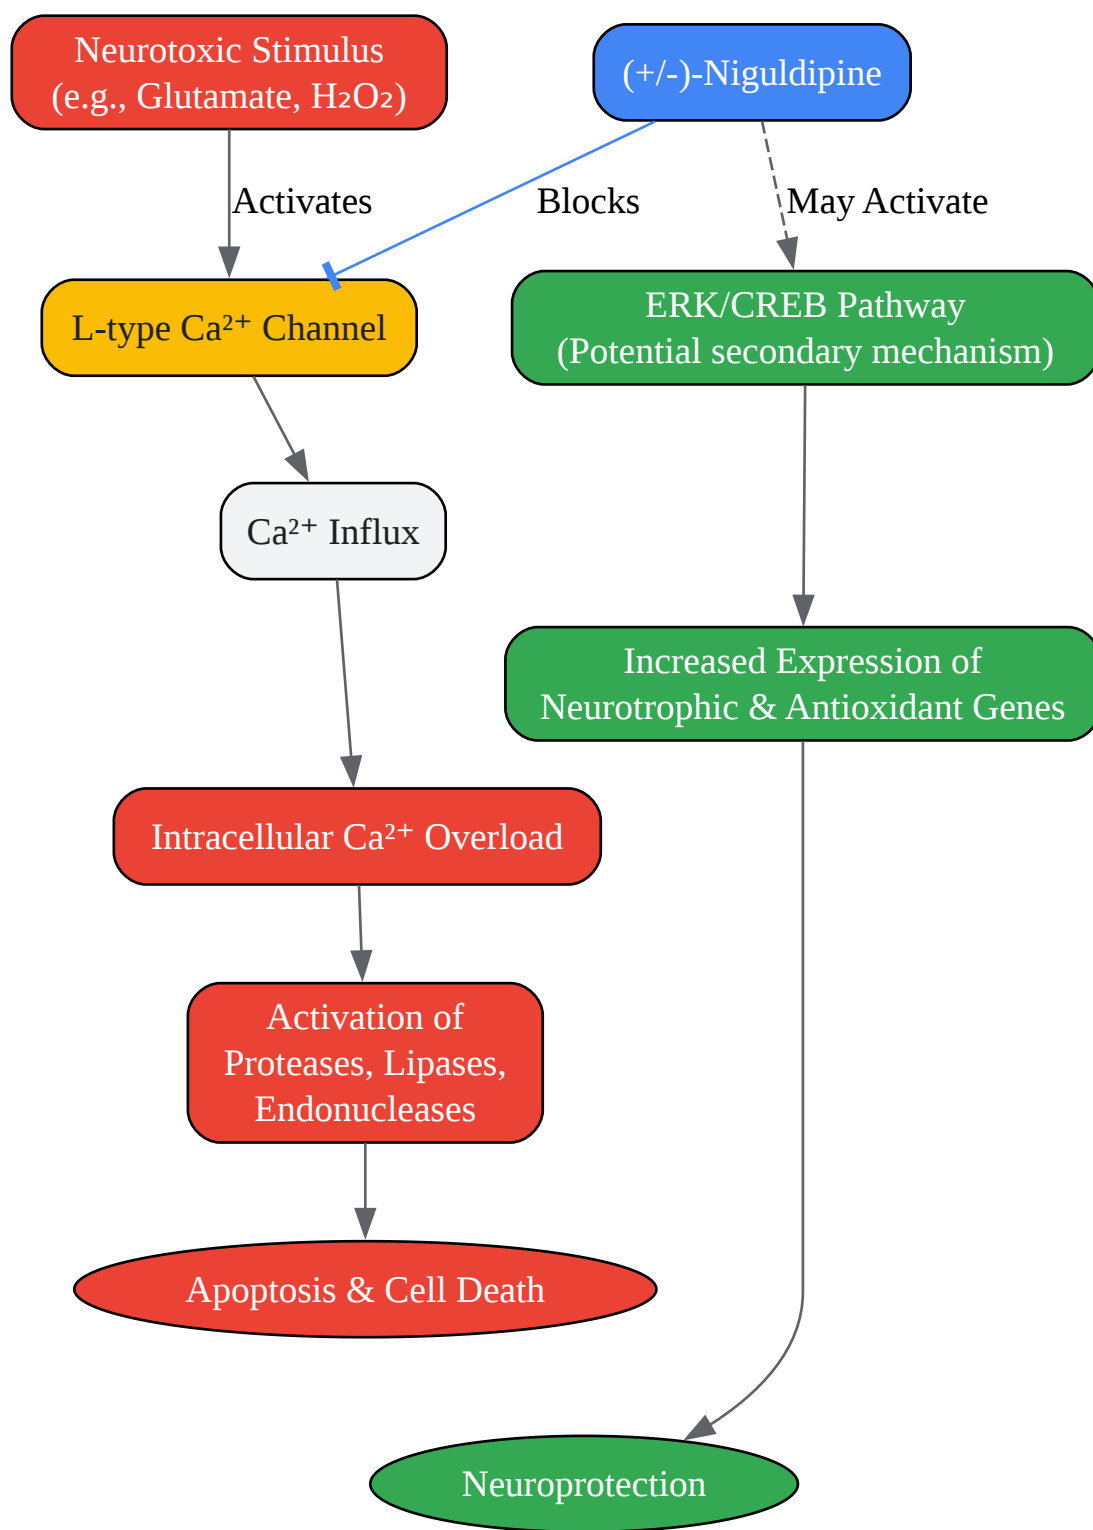 Neurotoxic Stimulus
(e.g., Glutamate, H₂O₂)
(+/-)-Niguldipine
Activates
Blocks
May Activate
L-type Ca²⁺ Channel
ERK/CREB Pathway
(Potential secondary mechanism)
Ca²⁺ Influx
Increased Expression of
Neurotrophic & Antioxidant Genes
Intracellular Ca²⁺ Overload
Activation of
Proteases, Lipases,
Endonucleases
Apoptosis & Cell Death
Neuroprotection